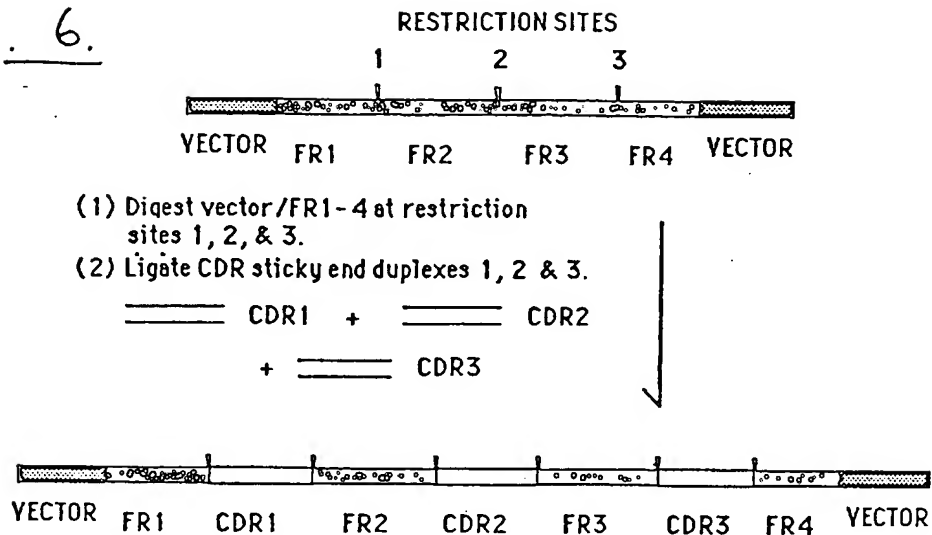 . 6.
RESTRICTION SITES
1 2 3
VECTOR FR1 FR2 FR3 FR4 VECTOR
(1) Digest vector/FR1-4 at restriction
sites 1, 2, & 3.
(2) Ligate CDR sticky end duplexes 1, 2 & 3.
CDR1 + CDR2
+ CDR3
VECTOR FR1 CDR1 FR2 CDR2 FR3 CDR3 FR4 VECTOR